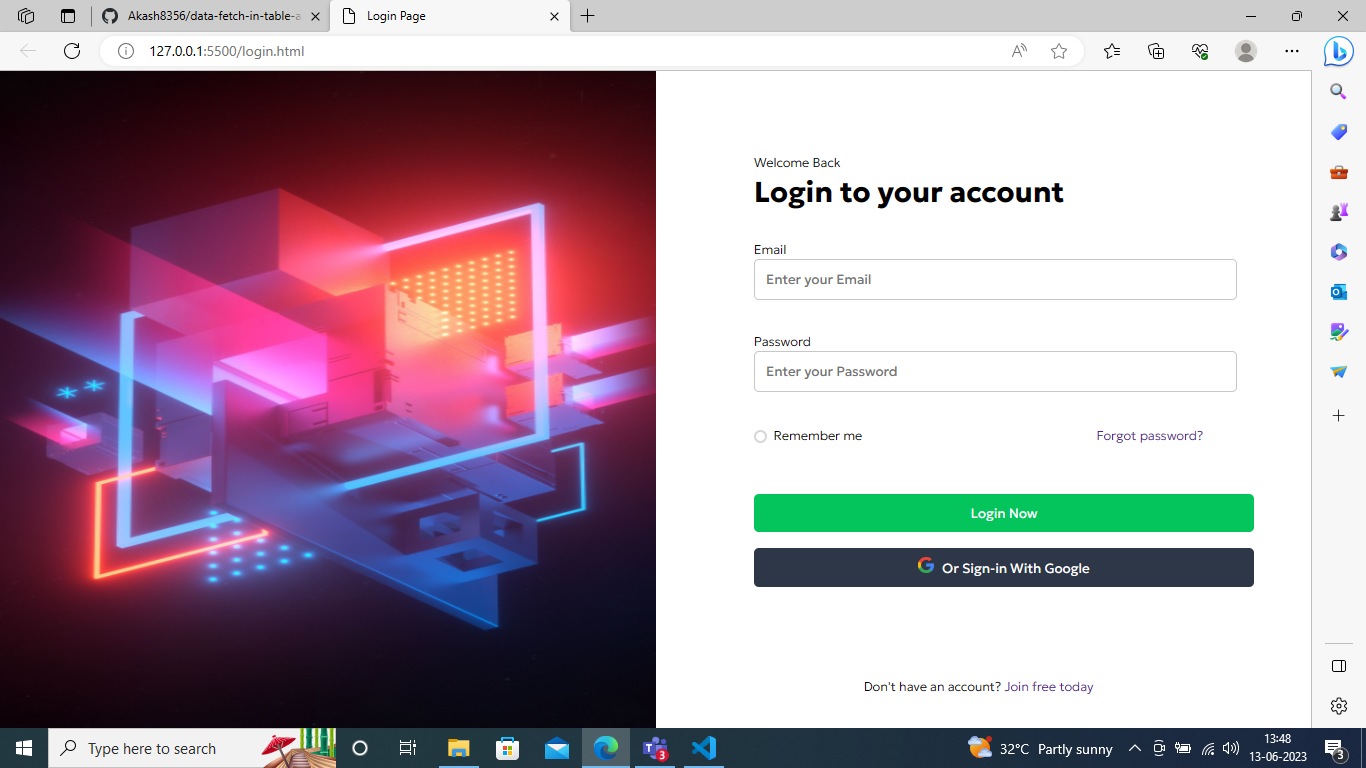 Akash8356/data-fetch-in-table-a
Login Page
127.0.0.1:5500/login.html
Welcome Back
Login to your account
Email
Enter your Email
Password
Enter your Password
Remember me
Forgot password?
Login Now
Or Sign-in With Google
Don't have an account? Join free today
Type here to search
3
32°C Partly sunny
13:48
13-06-2023
3